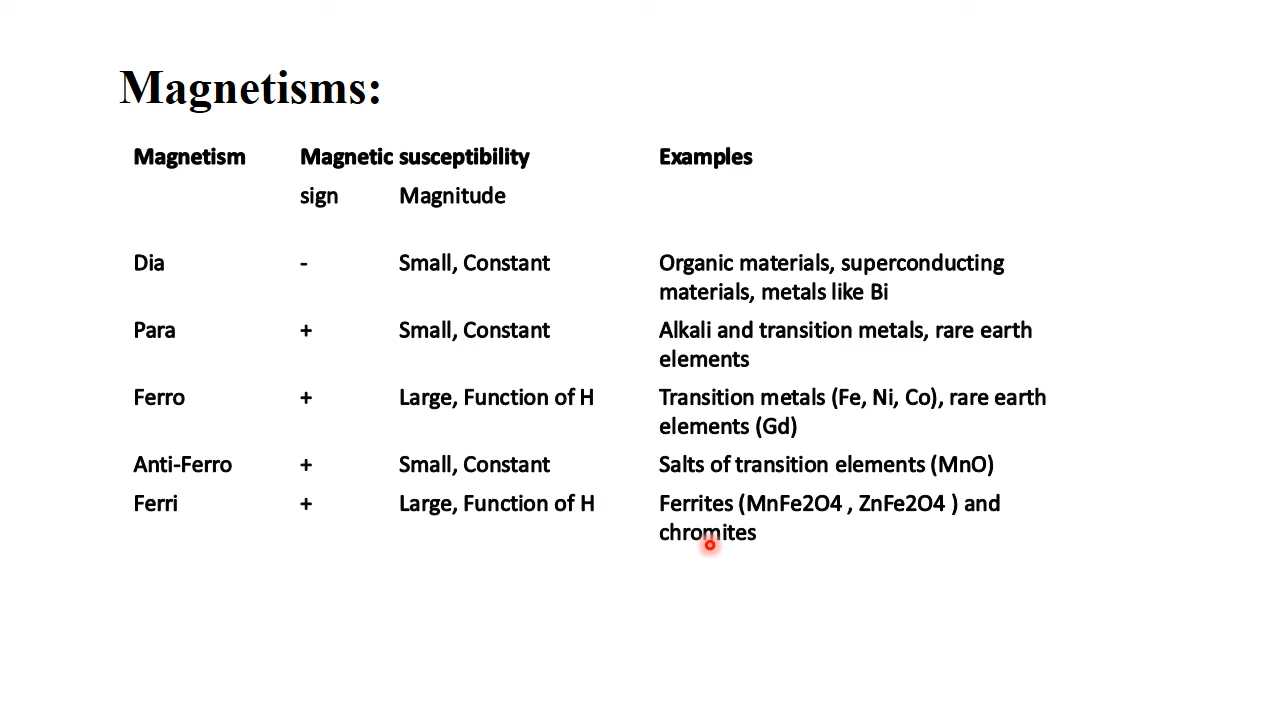 Magnetisms:
Magnetism Magnetic susceptibility Examples
sign Magnitude
Dia - Small, Constant Organic materials, superconducting
materials, metals like Bi
Para + Small, Constant Alkali and transition metals, rare earth
elements
Ferro + Large, Function of H Transition metals (Fe, Ni, Co), rare earth
elements (Gd)
Anti-Ferro + Small, Constant Salts of transition elements (MnO)
Ferri + Large, Function of H Ferrites (MnFe2O4 , ZnFe2O4 ) and
chromites